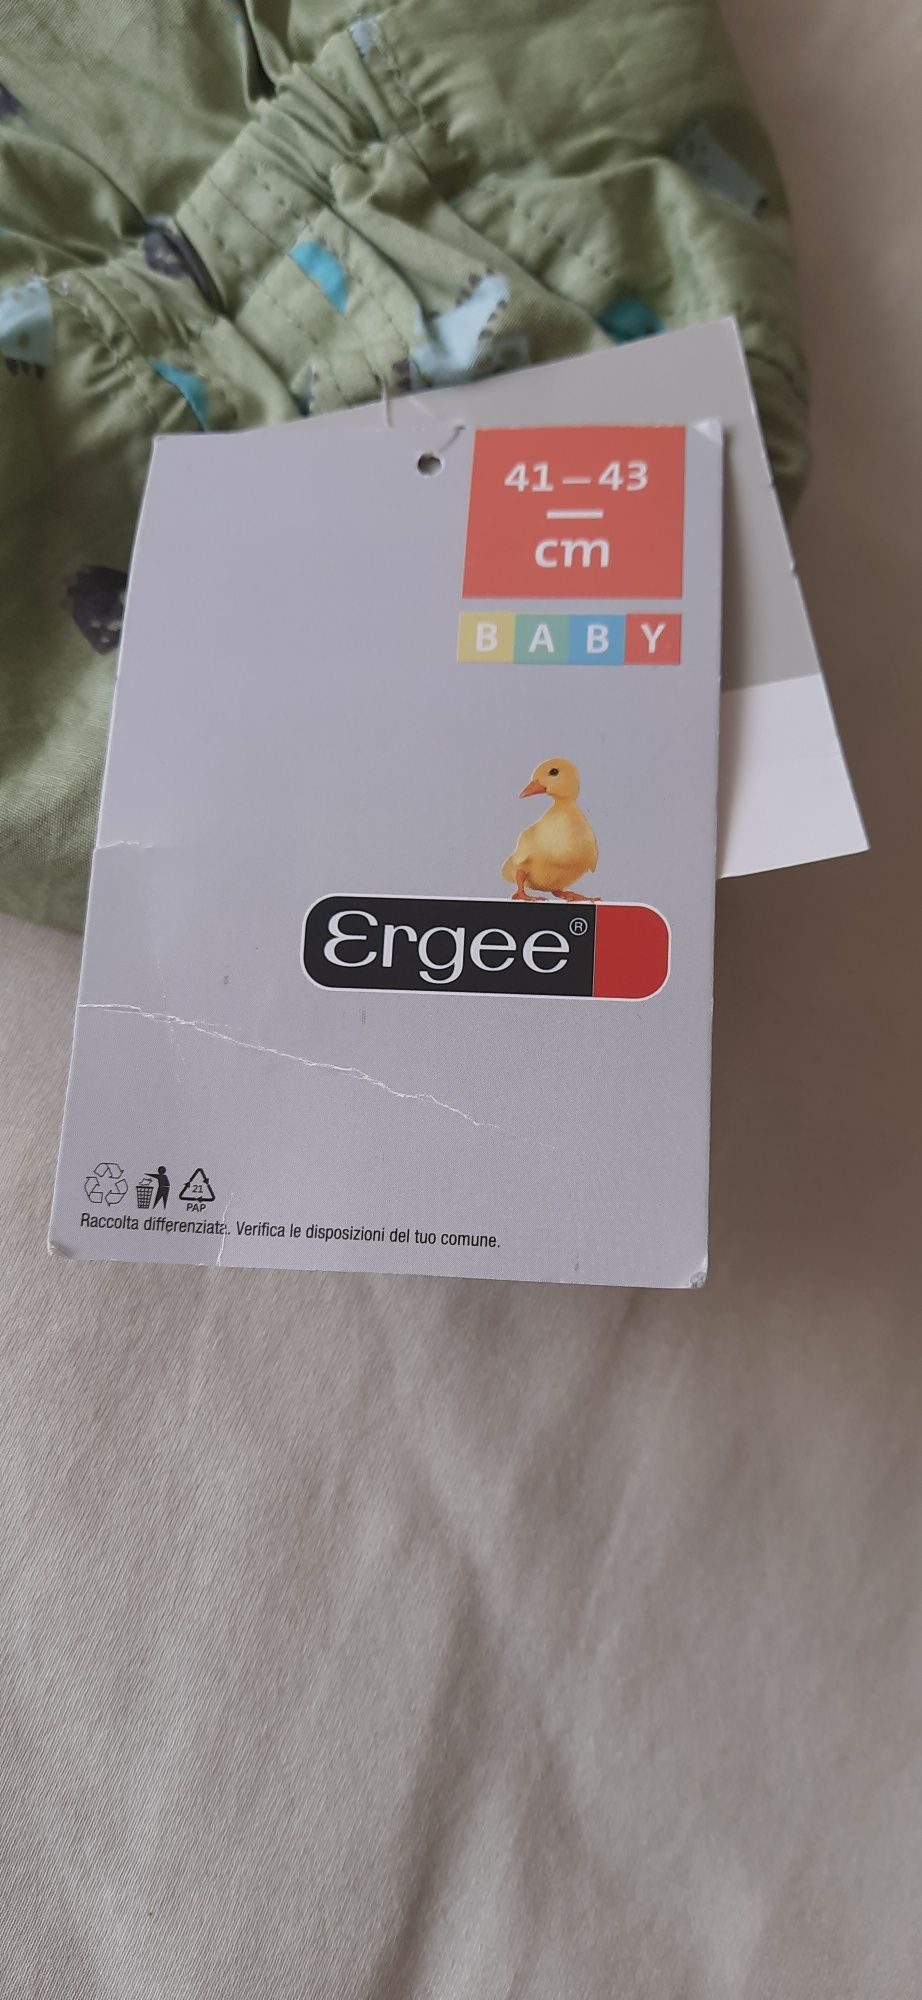 41 – 43
cm
BABY
Ergee®
21
PAP
Raccolta differenziata. Verifica le disposizioni del tuo comune.